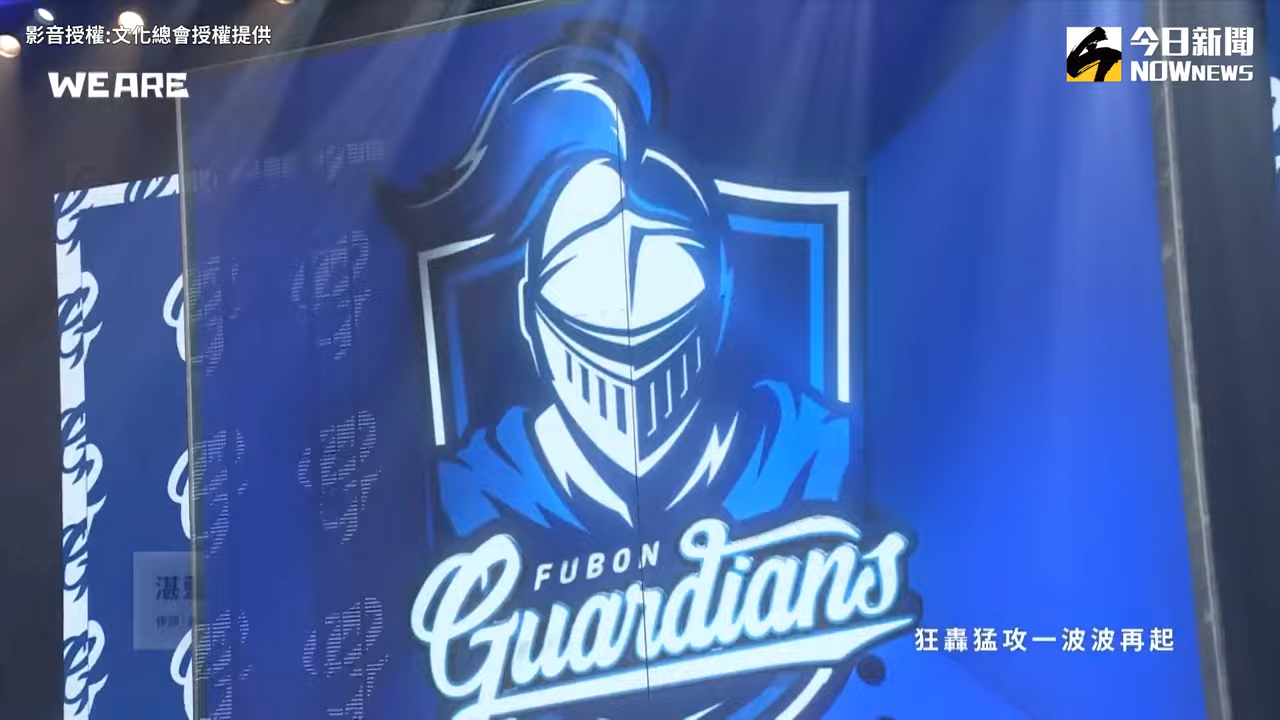 影音授權:文化總會授權提供
WE ARE
今日新聞
NOWNEWS
FUBON
Guardians
狂轟猛攻一波波再起